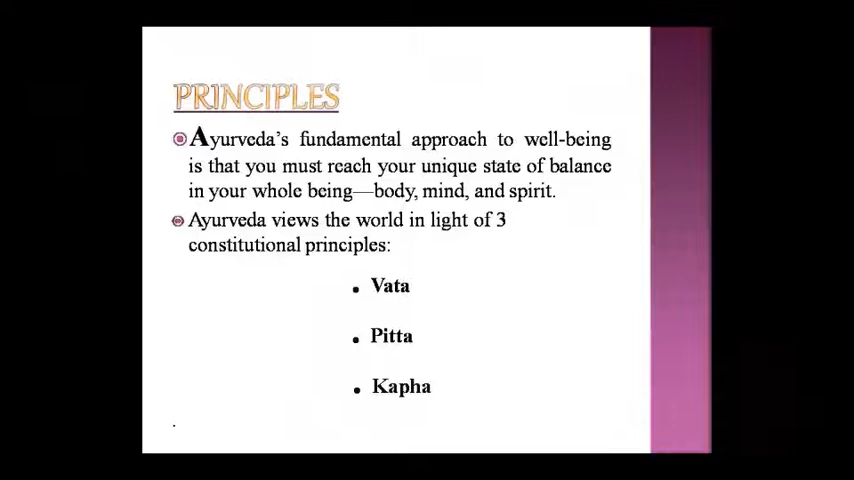 PRINCIPLES
Ayurveda's fundamental approach to well-being
is that you must reach your unique state of balance
in your whole being—body, mind, and spirit.
Ayurveda views the world in light of 3
constitutional principles:
• Vata
• Pitta
• Kapha
.